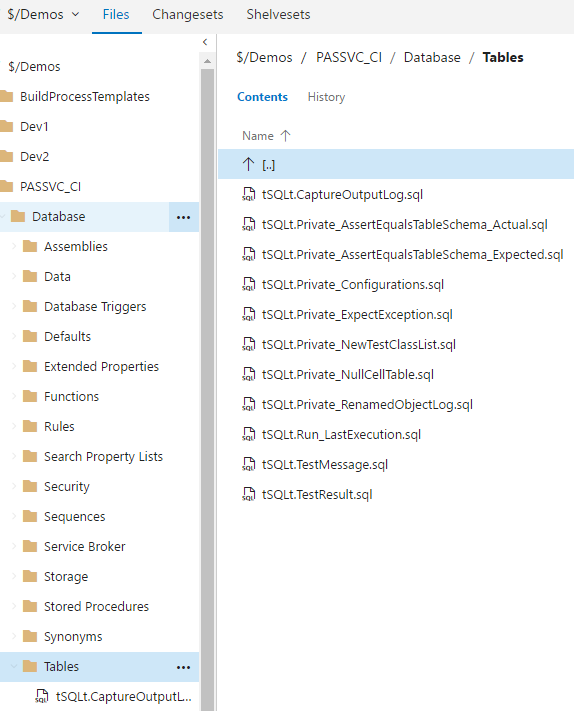 $/Demos Files Changesets Shelvesets
$/Demos
BuildProcessTemplates
Dev1
Dev2
PASSVC_CI
Database ...
Assemblies
Data
Database Triggers
Defaults
Extended Properties
Functions
Rules
Search Property Lists
Security
Sequences
Service Broker
Storage
Stored Procedures
Synonyms
Tables ...
tSQLt.CaptureOutputL...
$/Demos / PASSVC_CI / Database / Tables
Contents History
Name ↑
[..]
tSQLt.CaptureOutputLog.sql
tSQLt.Private_AssertEqualsTableSchema_Actual.sql
tSQLt.Private_AssertEqualsTableSchema_Expected.sql
tSQLt.Private_Configurations.sql
tSQLt.Private_ExpectException.sql
tSQLt.Private_NewTestClassList.sql
tSQLt.Private_NullCellTable.sql
tSQLt.Private_RenamedObjectLog.sql
tSQLt.Run_LastExecution.sql
tSQLt.TestMessage.sql
tSQLt.TestResult.sql